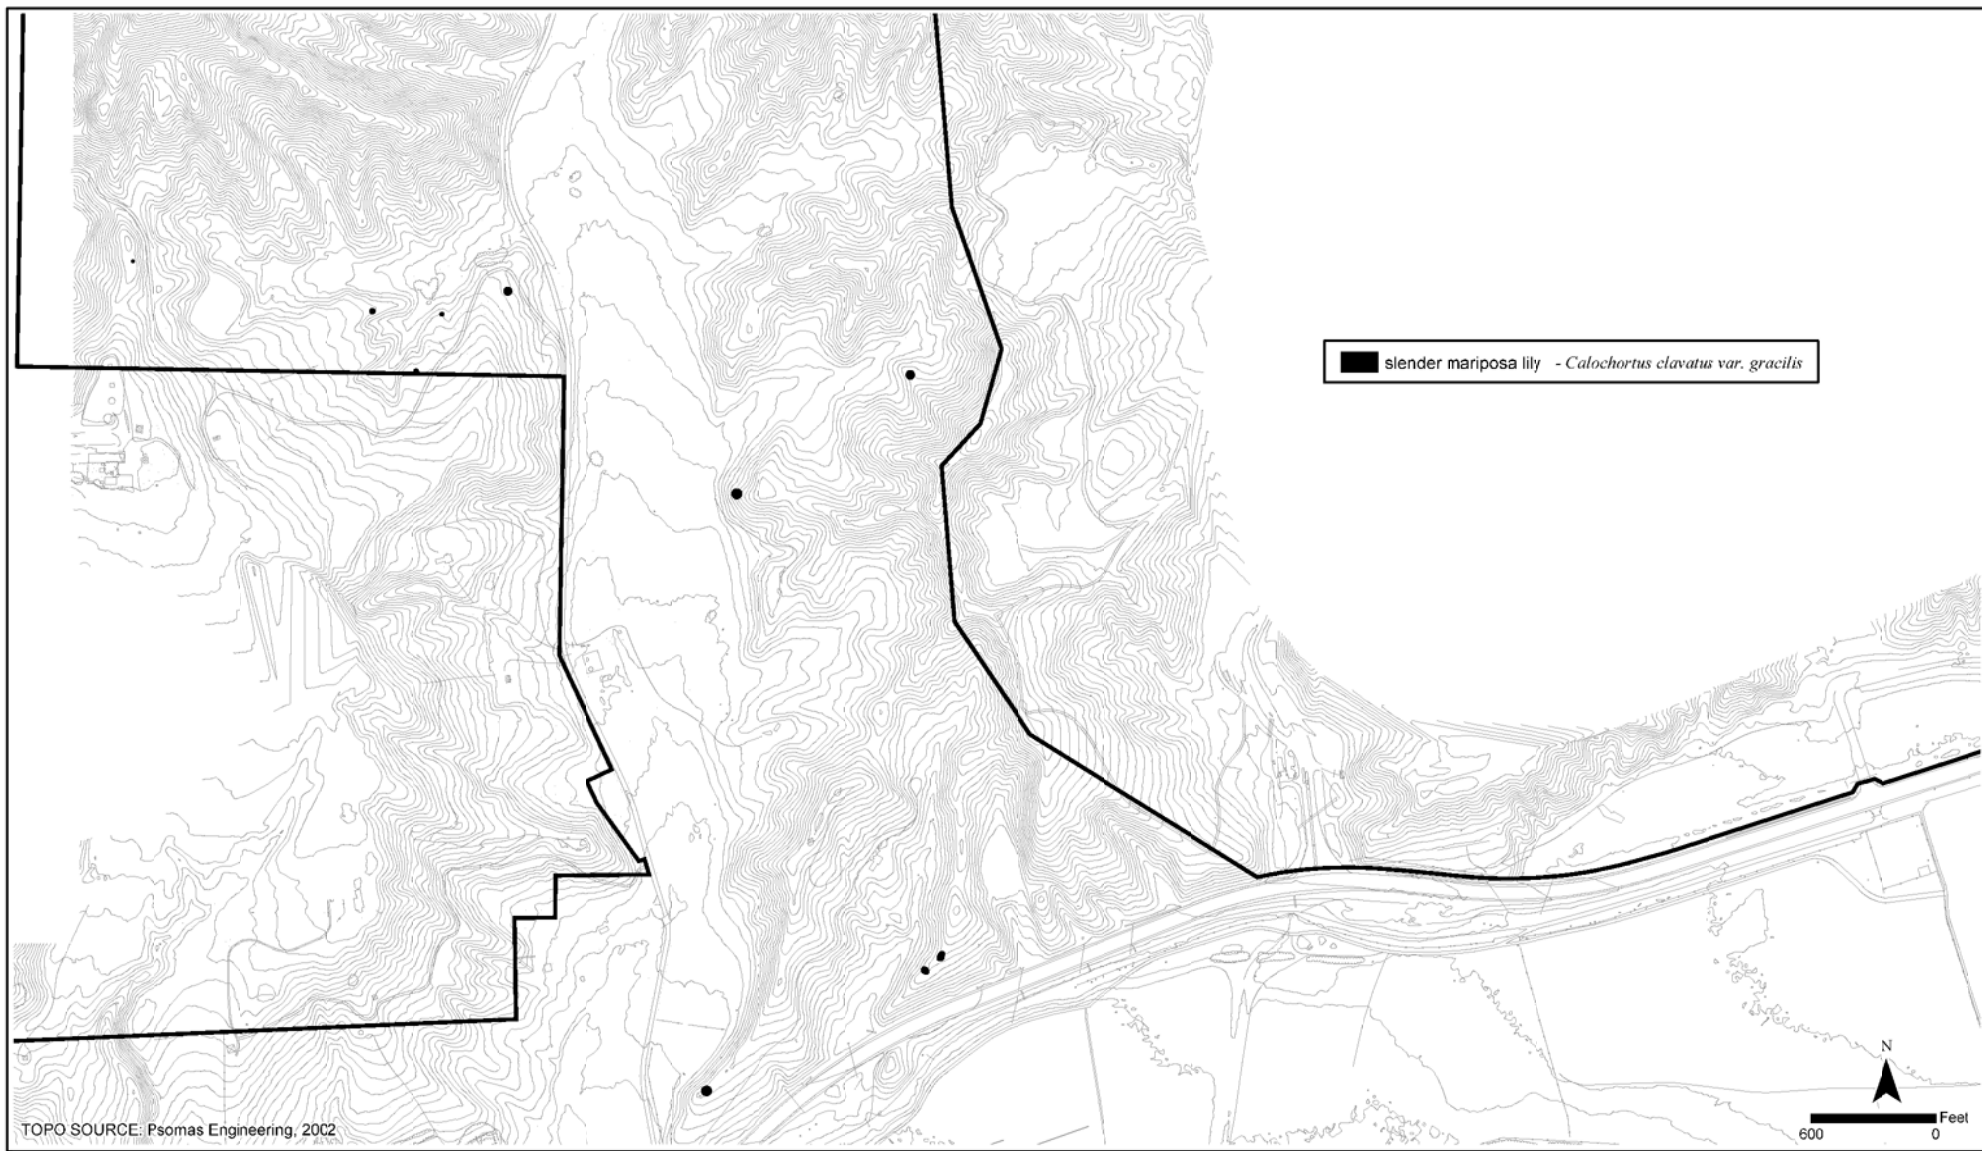 slender mariposa lily - Calochortus clavatus var. gracilis
N
Feet
600 0
TOPO SOURCE: Psomas Engineering, 2002